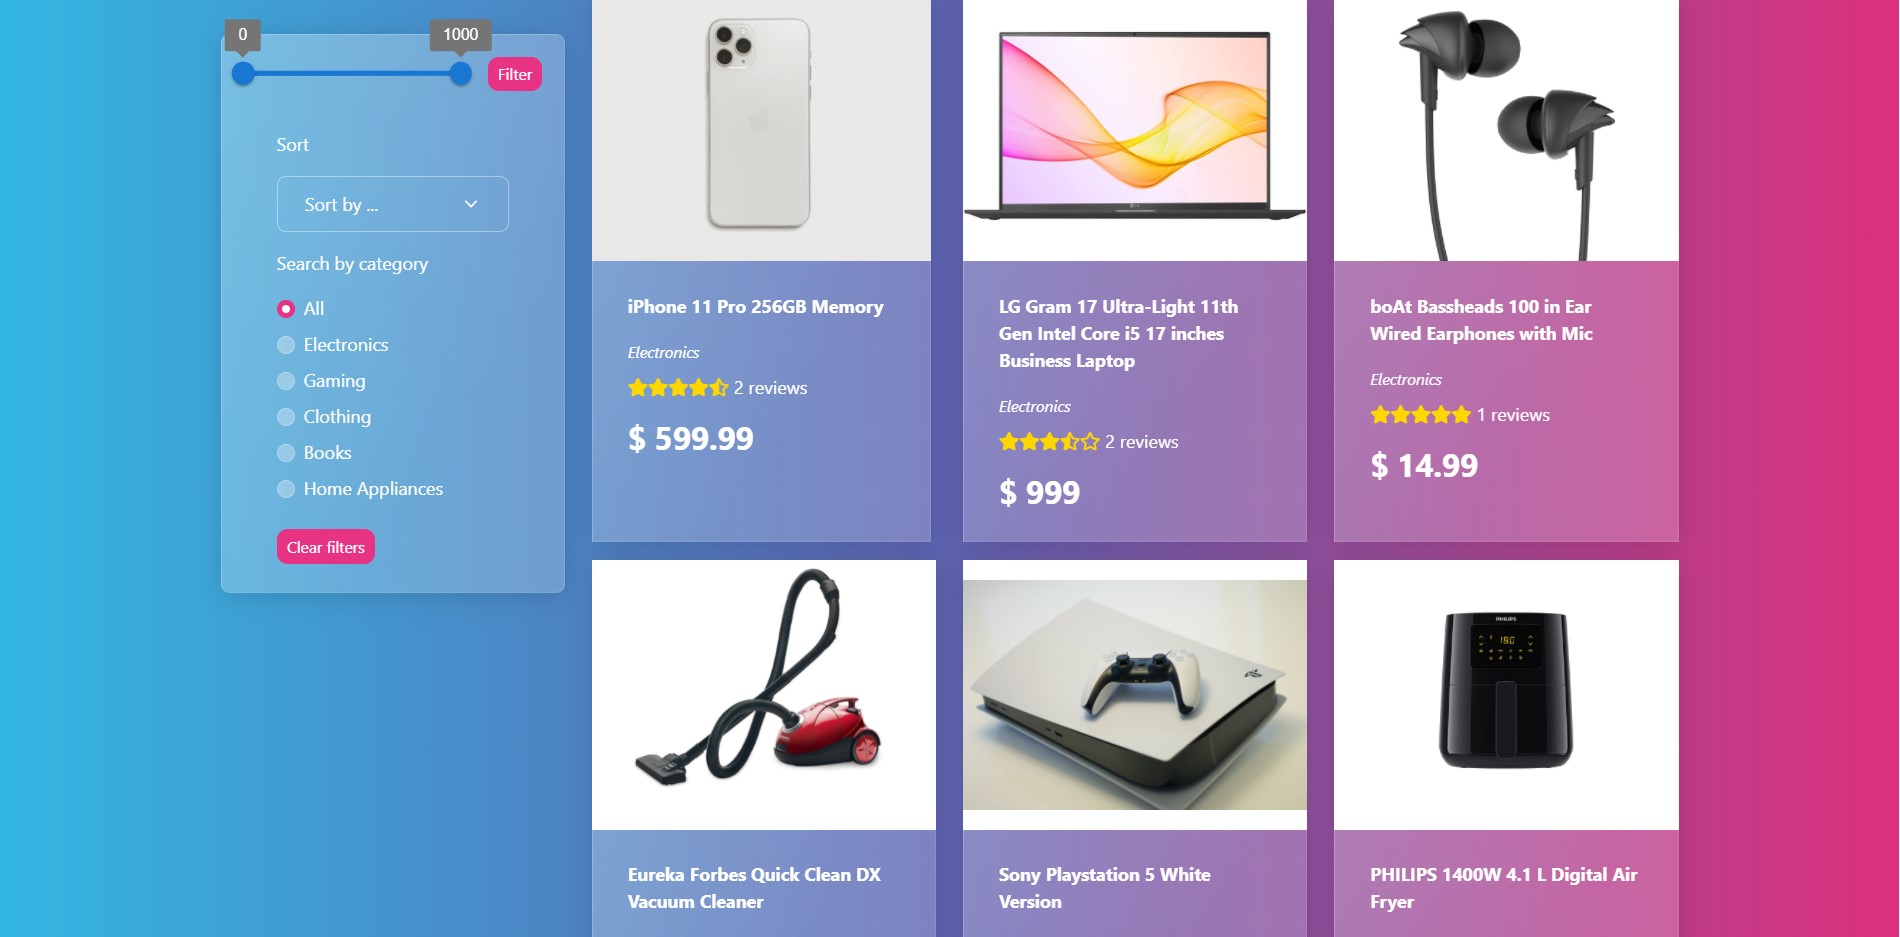 0
1000
Filter
Sort
Sort by ...
Search by category
All
Electronics
Gaming
Clothing
Books
Home Appliances
Clear filters
iPhone 11 Pro 256GB Memory
Electronics
2 reviews
$ 599.99
LG Gram 17 Ultra-Light 11th
Gen Intel Core i5 17 inches
Business Laptop
Electronics
2 reviews
$ 999
boAt Bassheads 100 in Ear
Wired Earphones with Mic
Electronics
1 reviews
$ 14.99
Eureka Forbes Quick Clean DX
Vacuum Cleaner
Sony Playstation 5 White
Version
PHILIPS
180
PHILIPS 1400W 4.1 L Digital Air
Fryer